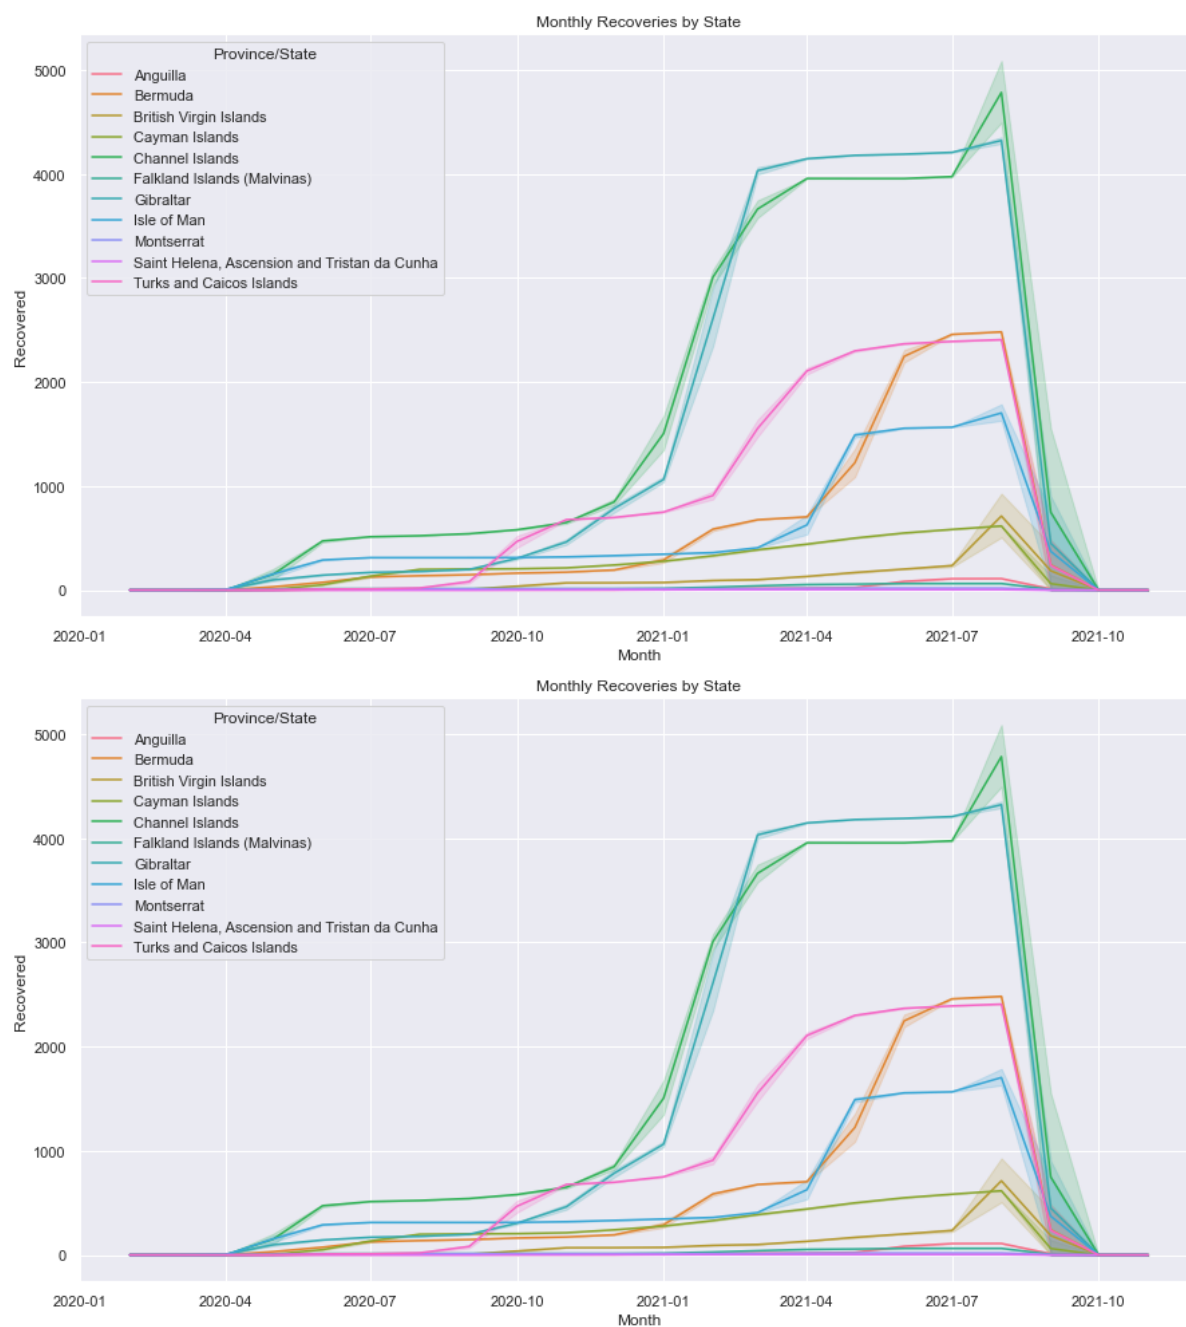 Monthly Recoveries by State
Province/State
Anguilla
Bermuda
British Virgin Islands
Cayman Islands
Channel Islands
Falkland Islands (Malvinas)
Gibraltar
Isle of Man
Montserrat
Saint Helena, Ascension and Tristan da Cunha
Turks and Caicos Islands
5000
4000
3000
2000
1000
0
Recovered
2020-01 2020-04 2020-07 2020-10 2021-01 2021-04 2021-07 2021-10
Month
Monthly Recoveries by State
Province/State
Anguilla
Bermuda
British Virgin Islands
Cayman Islands
Channel Islands
Falkland Islands (Malvinas)
Gibraltar
Isle of Man
Montserrat
Saint Helena, Ascension and Tristan da Cunha
Turks and Caicos Islands
5000
4000
3000
2000
1000
0
Recovered
2020-01 2020-04 2020-07 2020-10 2021-01 2021-04 2021-07 2021-10
Month